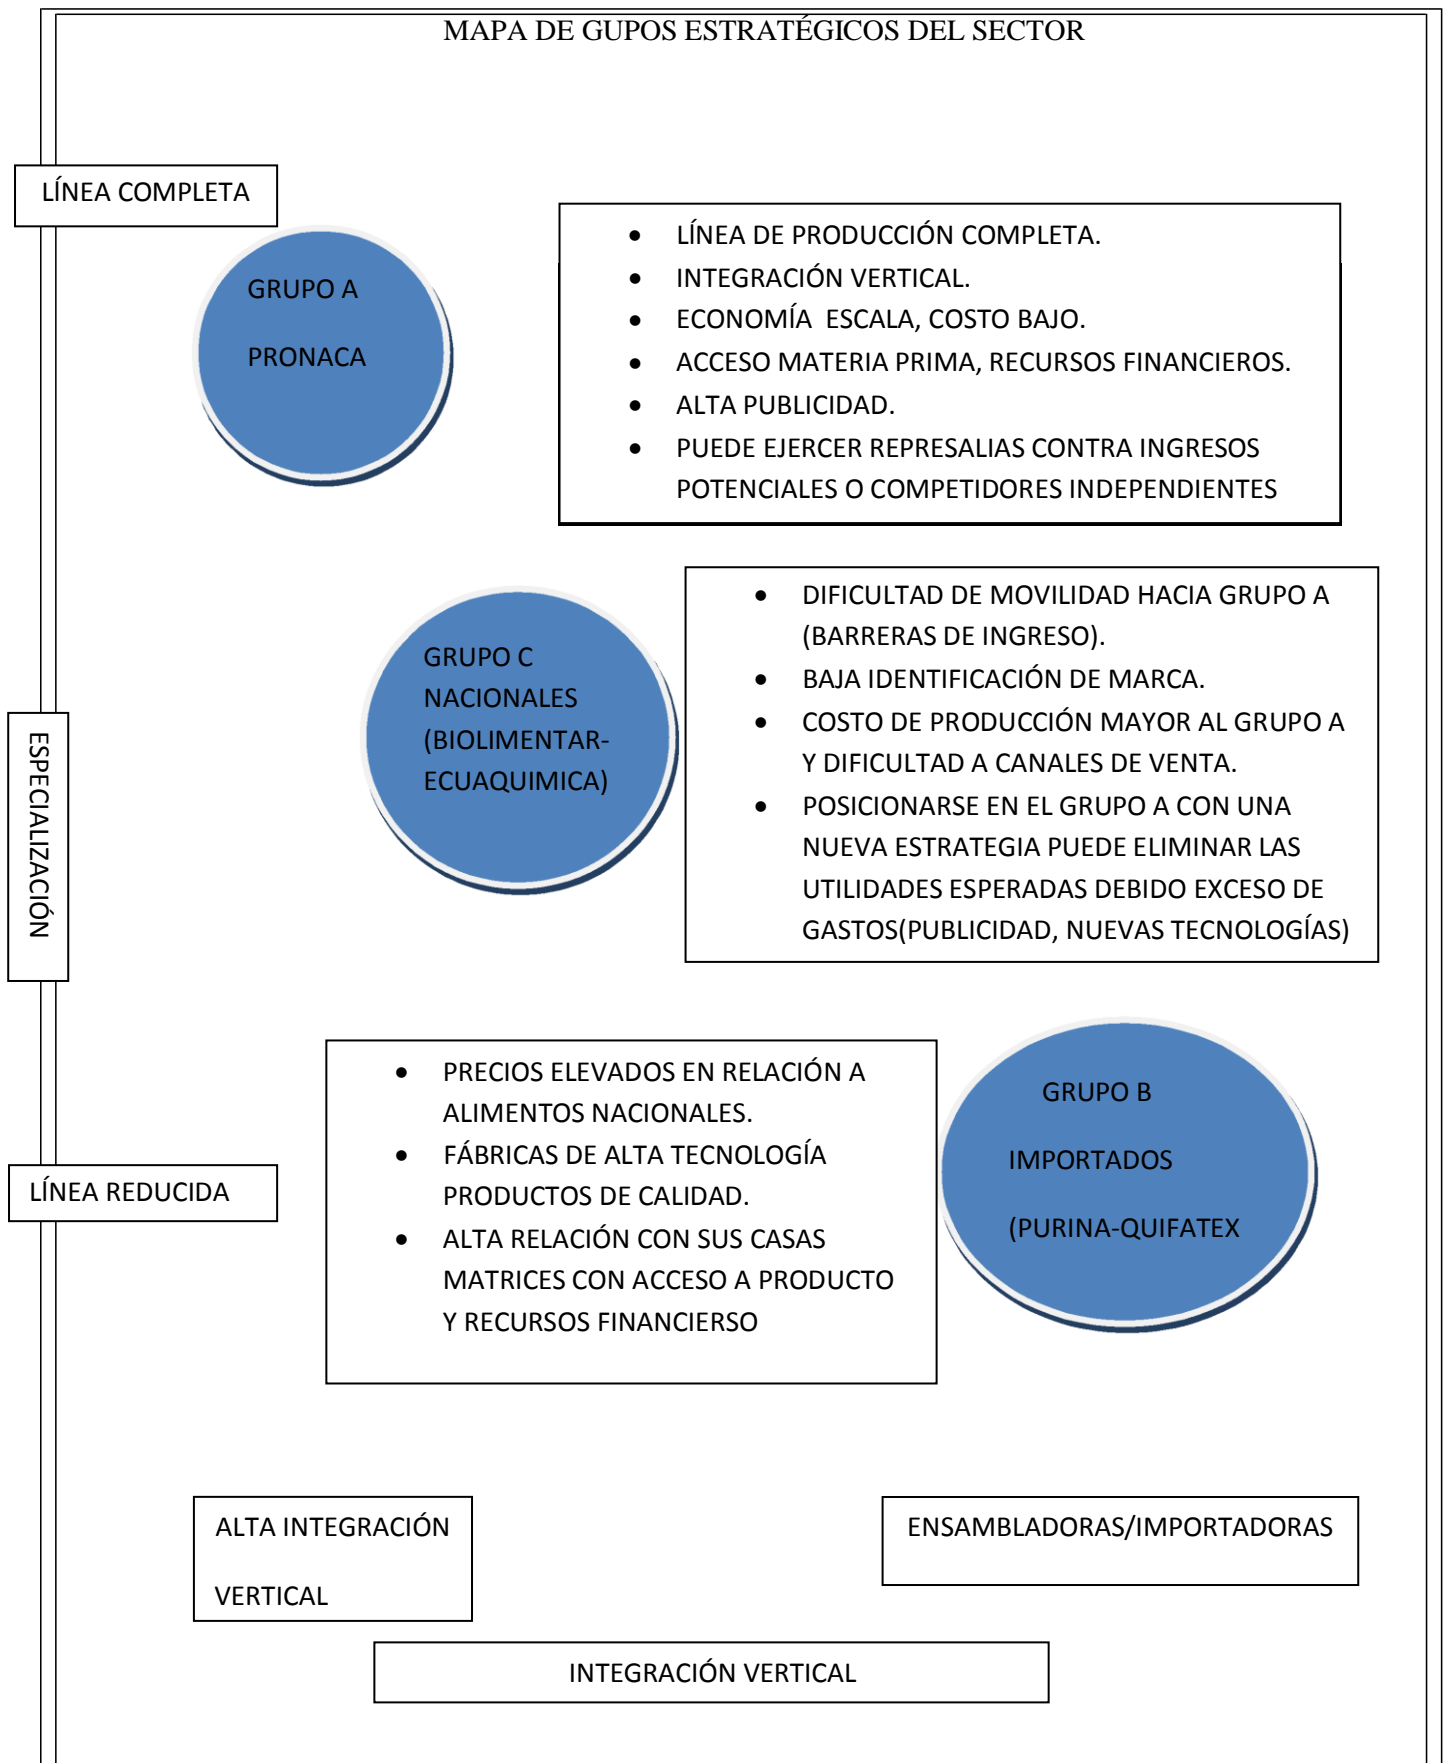 MAPA DE GUPOS ESTRATÉGICOS DEL SECTOR
LÍNEA COMPLETA
GRUPO A
PRONACA
• LÍNEA DE PRODUCCIÓN COMPLETA.
• INTEGRACIÓN VERTICAL.
• ECONOMÍA ESCALA, COSTO BAJO.
• ACCESO MATERIA PRIMA, RECURSOS FINANCIEROS.
• ALTA PUBLICIDAD.
• PUEDE EJERCER REPRESALIAS CONTRA INGRESOS
POTENCIALES O COMPETIDORES INDEPENDIENTES
GRUPO C
NACIONALES
(BIOLIMENTAR-
ECUAQUIMICA)
• DIFICULTAD DE MOVILIDAD HACIA GRUPO A
(BARRERAS DE INGRESO).
• BAJA IDENTIFICACIÓN DE MARCA.
• COSTO DE PRODUCCIÓN MAYOR AL GRUPO A
Y DIFICULTAD A CANALES DE VENTA.
• POSICIONARSE EN EL GRUPO A CON UNA
NUEVA ESTRATEGIA PUEDE ELIMINAR LAS
UTILIDADES ESPERADAS DEBIDO EXCESO DE
GASTOS(PUBLICIDAD, NUEVAS TECNOLOGÍAS)
ESPECIALIZACIÓN
• PRECIOS ELEVADOS EN RELACIÓN A
ALIMENTOS NACIONALES.
• FÁBRICAS DE ALTA TECNOLOGÍA
PRODUCTOS DE CALIDAD.
• ALTA RELACIÓN CON SUS CASAS
MATRICES CON ACCESO A PRODUCTO
Y RECURSOS FINANCIERSO
GRUPO B
IMPORTADOS
(PURINA-QUIFATEX
LÍNEA REDUCIDA
ALTA INTEGRACIÓN
VERTICAL
ENSAMBLADORAS/IMPORTADORAS
INTEGRACIÓN VERTICAL